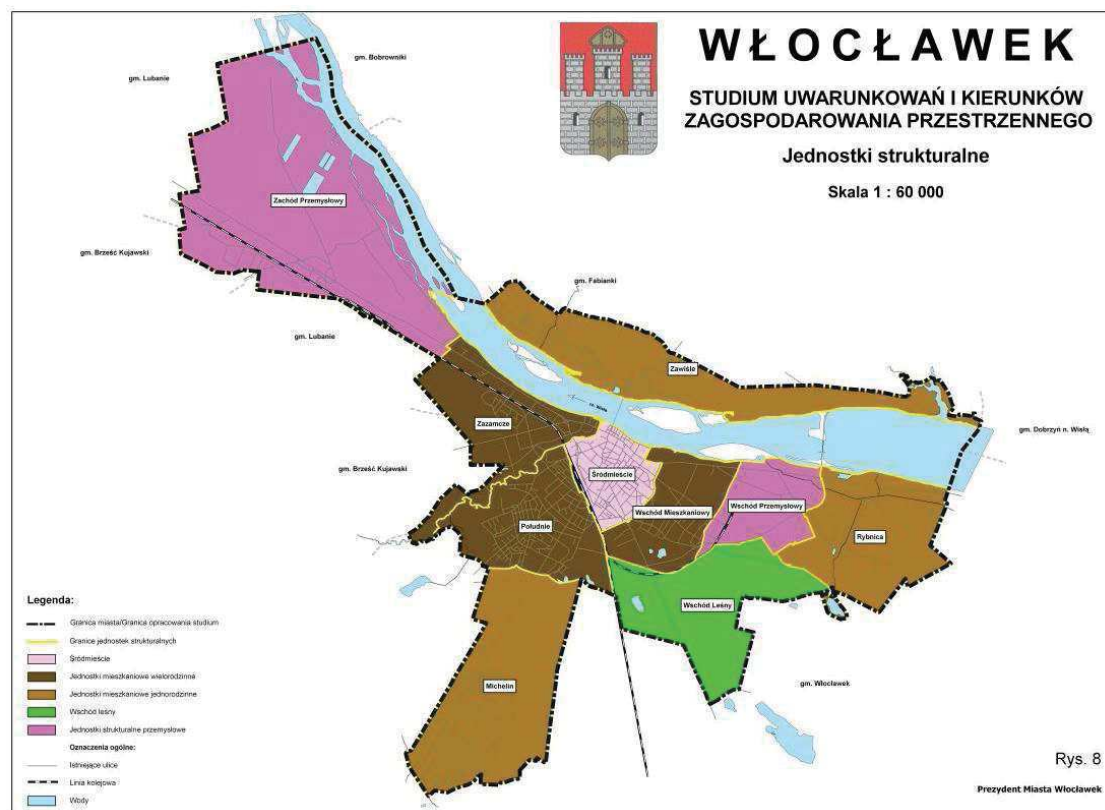 WŁOCŁAWEK
STUDIUM UWARUNKOWAŃ I KIERUNKÓW
ZAGOSPODAROWANIA PRZESTRZENNEGO
Jednostki strukturalne
Skala 1 : 60 000
gm. Bobrowniki
gm. Lubanie
Zachód Przemysłowy
gm. Brześć Kujawski
gm. Fabianki
gm. Lubanie
Zawiśle
rz. Wisła
Zazamcze
gm. Dobrzyń n. Wisłą
gm. Brześć Kujawski
Śródmieście
Wschód Przemysłowy
Wschód Mieszkaniowy
Południe
Rybnica
Wschód Leśny
Michelin
gm. Włocławek
Legenda:
Granica miasta/Granica opracowania studium
Granice jednostek strukturalnych
Śródmieście
Jednostki mieszkaniowe wielorodzinne
Jednostki mieszkaniowe jednorodzinne
Wschód leśny
Jednostki strukturalne przemysłowe
Oznaczenia ogólne:
Istniejące ulice
Linia kolejowa
Wody
Rys. 8
Prezydent Miasta Włocławek